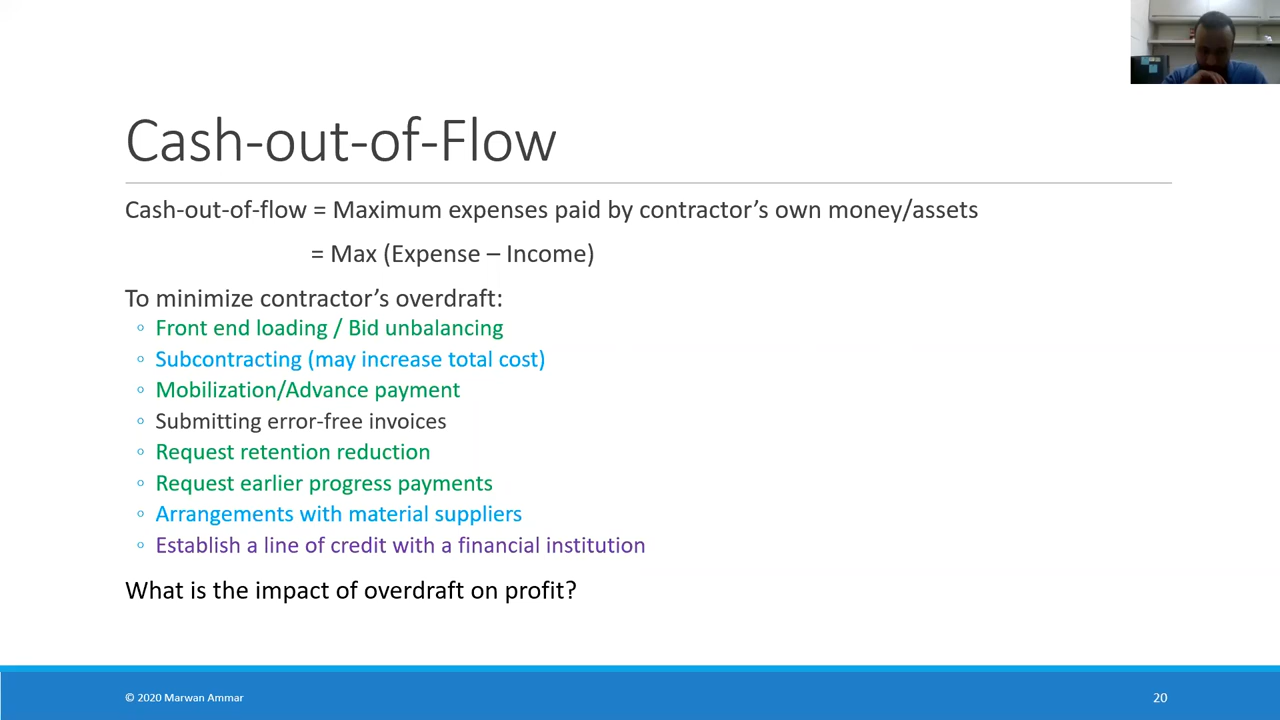 Cash-out-of-Flow
Cash-out-of-flow = Maximum expenses paid by contractor’s own money/assets
= Max (Expense – Income)
To minimize contractor’s overdraft:
◦ Front end loading / Bid unbalancing
◦ Subcontracting (may increase total cost)
◦ Mobilization/Advance payment
◦ Submitting error-free invoices
◦ Request retention reduction
◦ Request earlier progress payments
◦ Arrangements with material suppliers
◦ Establish a line of credit with a financial institution
What is the impact of overdraft on profit?
© 2020 Marwan Ammar
20